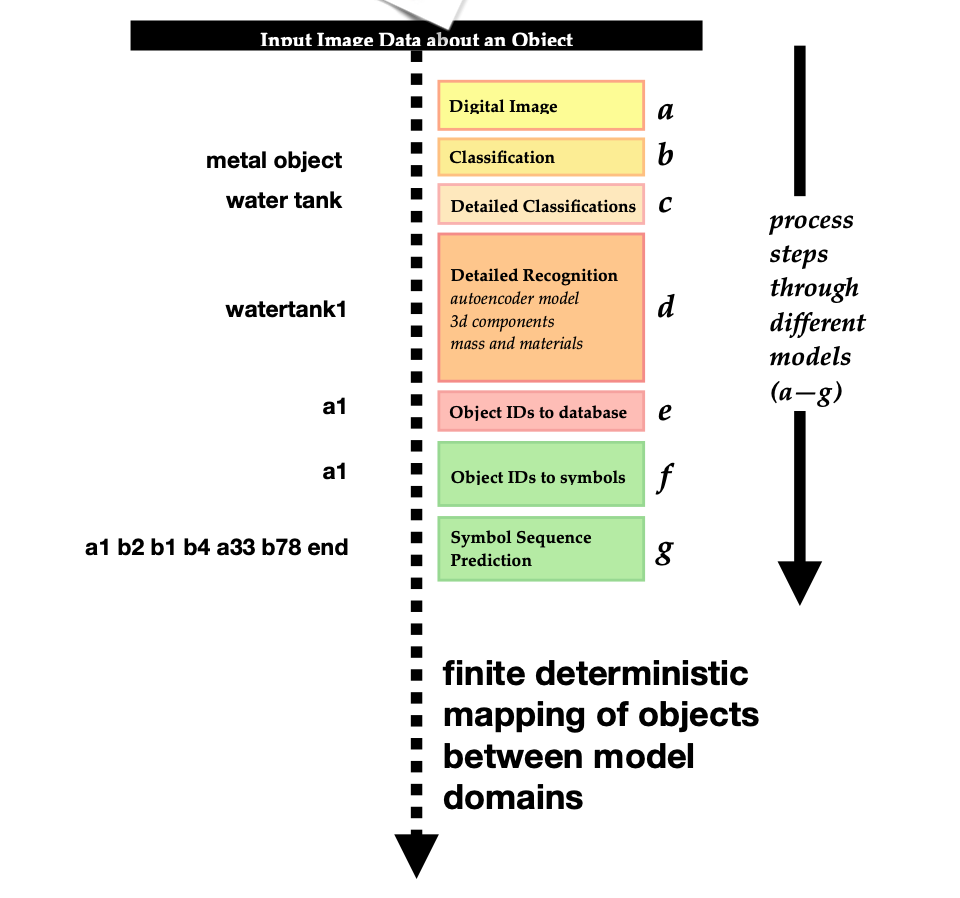 Input Image Data about an Object
Digital Image
a
metal object
Classification
b
water tank
Detailed Classifications
c
watertank1
Detailed Recognition
autoencoder model
3d components
mass and materials
d
a1
Object IDs to database
e
a1
Object IDs to symbols
f
a1 b2 b1 b4 a33 b78 end
Symbol Sequence
Prediction
g
process
steps
through
different
models
(a—g)
finite deterministic
mapping of objects
between model
domains